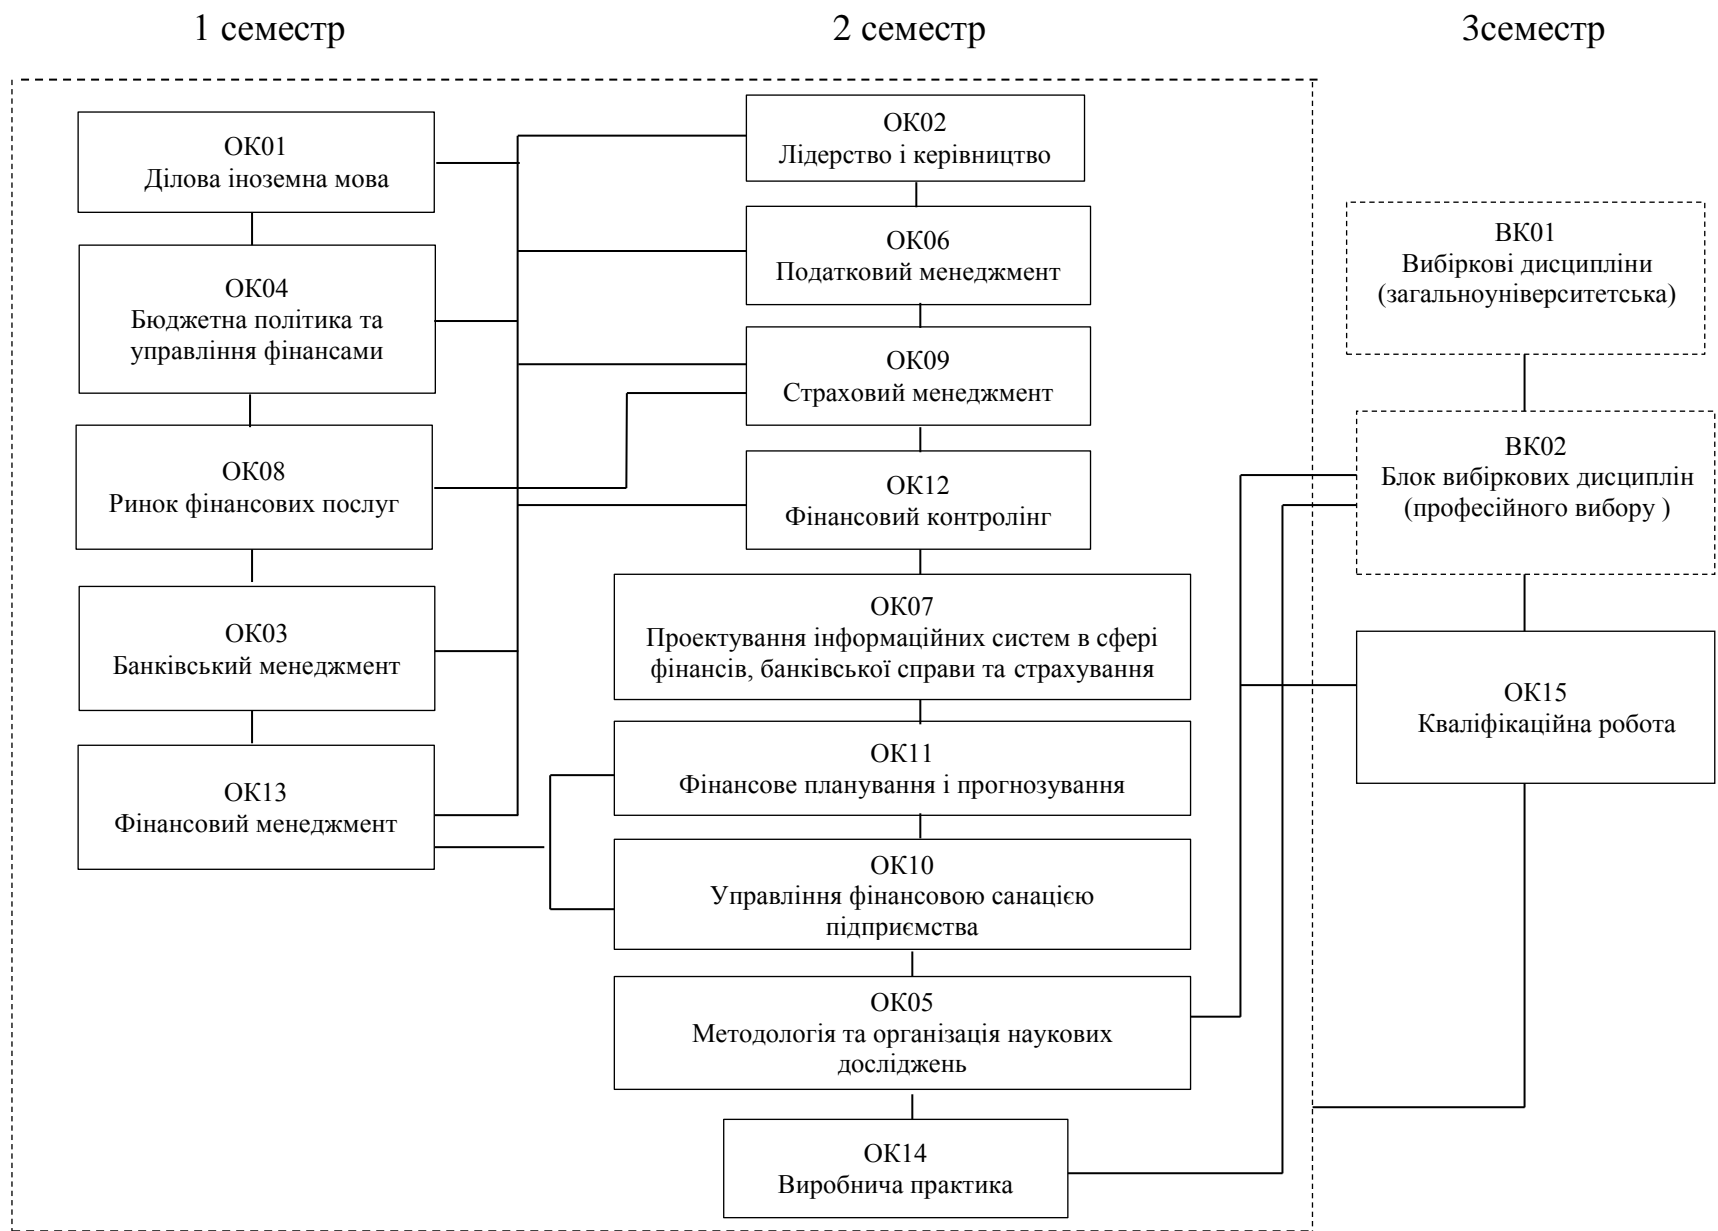 1 семестр
2 семестр
3семестр
ОК01
Ділова іноземна мова
ОК04
Бюджетна політика та
управління фінансами
ОК08
Ринок фінансових послуг
ОК03
Банківський менеджмент
ОК13
Фінансовий менеджмент
ОК02
Лідерство і керівництво
ОК06
Податковий менеджмент
ОК09
Страховий менеджмент
ОК12
Фінансовий контролінг
ОК07
Проектування інформаційних систем в сфері
фінансів, банківської справи та страхування
ОК11
Фінансове планування і прогнозування
ОК10
Управління фінансовою санацією
підприємства
ОК05
Методологія та організація наукових
досліджень
ОК14
Виробнича практика
ВК01
Вибіркові дисципліни
(загальноуніверситетська)
ВК02
Блок вибіркових дисциплін
(професійного вибору )
ОК15
Кваліфікаційна робота